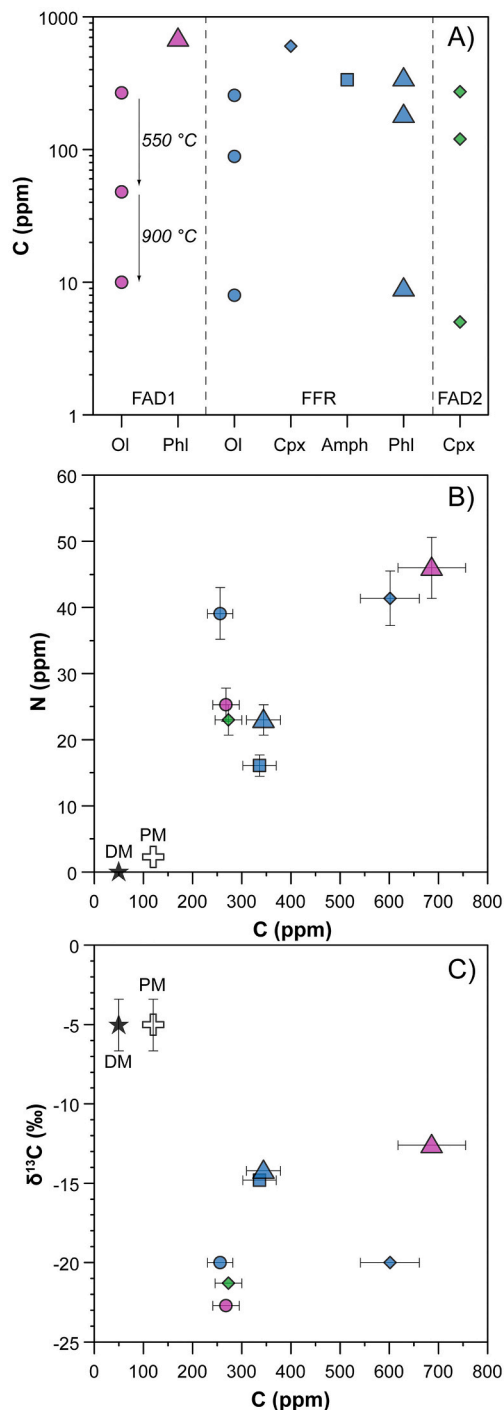 A)
1000
100
10
1
C (ppm)
550 °C
900 °C
FAD1 FFR FAD2
Ol Phl Ol Cpx Amph Phl Cpx
B)
60
50
40
30
20
10
0
N (ppm)
DM PM
0 100 200 300 400 500 600 700 800
C (ppm)
C)
0
-5
-10
-15
-20
-25
δ¹³C (‰)
PM
DM
0 100 200 300 400 500 600 700 800
C (ppm)